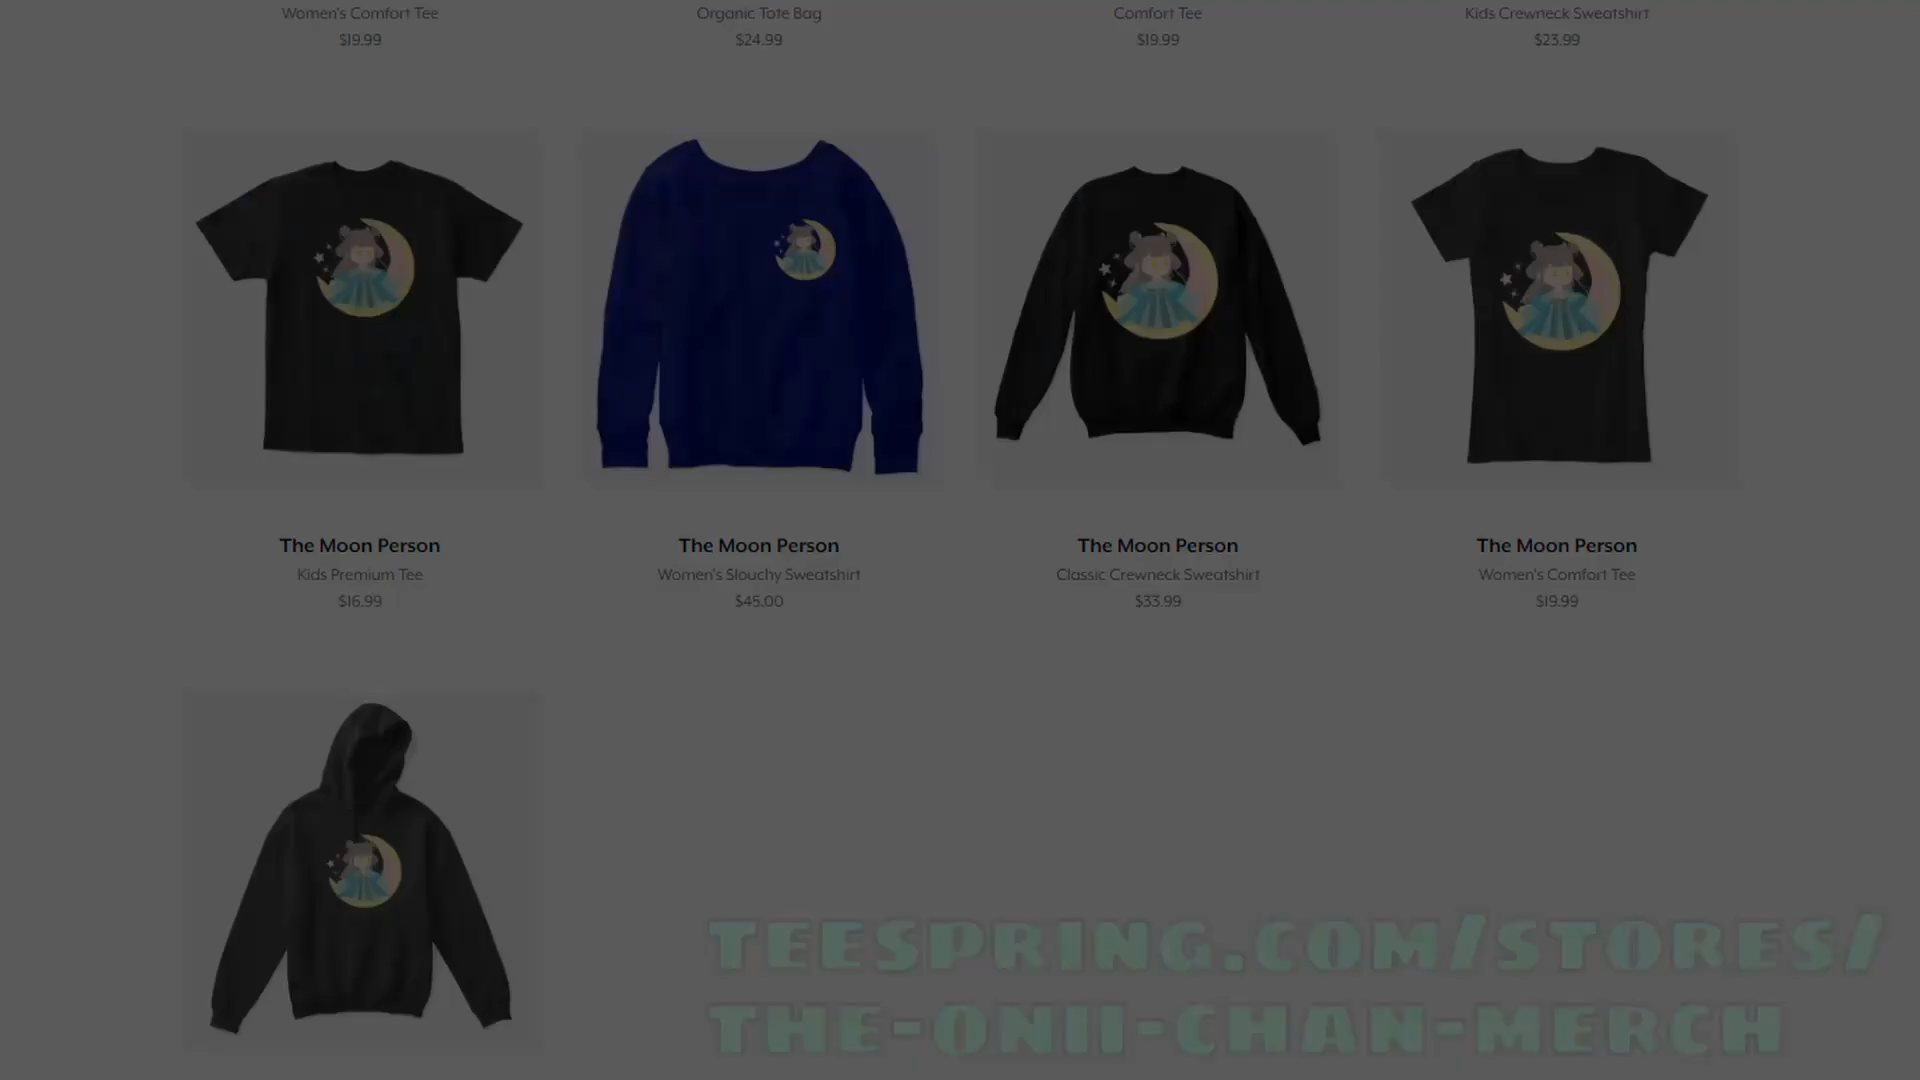 Women's Comfort Tee
$19.99
Organic Tote Bag
$24.99
Comfort Tee
$19.99
Kids Crewneck Sweatshirt
$23.99
The Moon Person
Kids Premium Tee
$16.99
The Moon Person
Women's Slouchy Sweatshirt
$45.00
The Moon Person
Classic Crewneck Sweatshirt
$33.99
The Moon Person
Women's Comfort Tee
$19.99
TEESPRING.COM/STORES/
THE-ONII-CHAN-MERCH